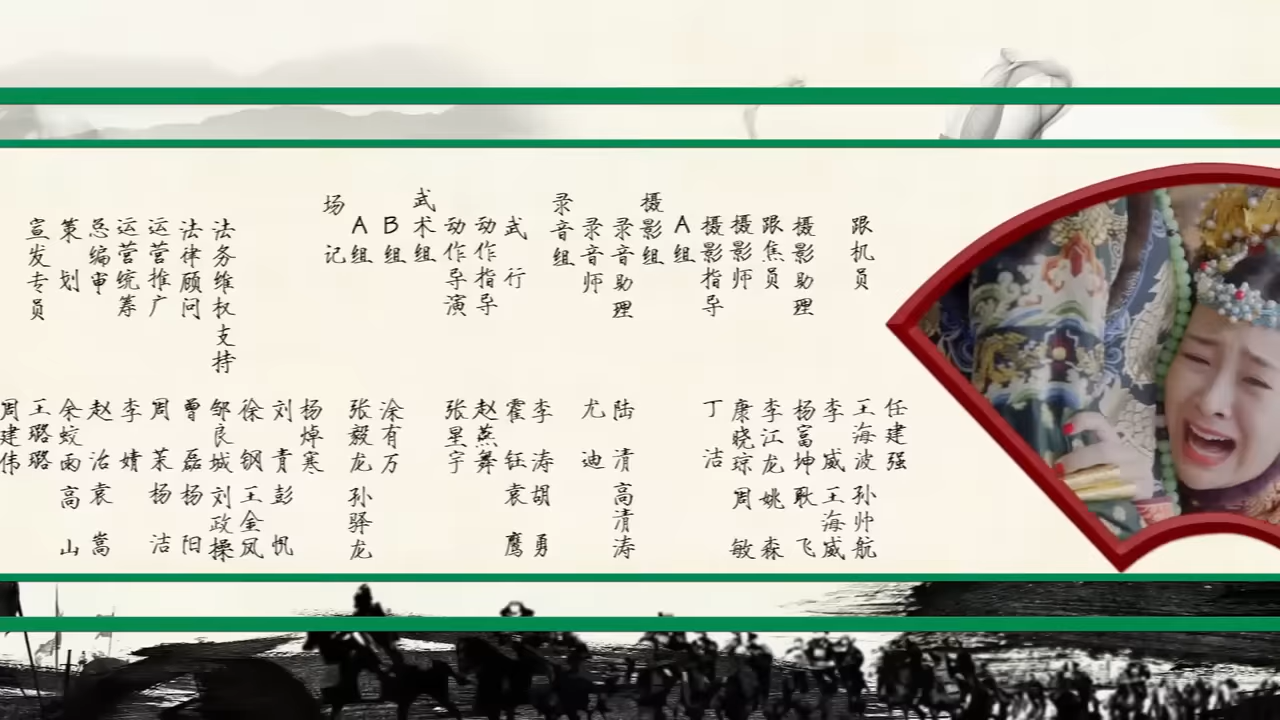 周建伟
宣发专员 王璐璐
策划 余蛟雨 高山
总编审 赵治 袁嵩
运营统筹 李婧
运营推广 周茉 杨洁
法律顾问 曾磊 杨阳
法务维权支持 邹良城 刘政操
徐钢 王金凤
刘青 彭帆
杨焯寒
场记
A组 张毅龙 孙驿龙
B组 涂有万
武术组
动作导演 张昱宇
动作指导 赵燕舞
武行 霍钰 袁鹰
李涛 胡勇
录音组
录音师 尤迪
录音助理 陆清 高清涛
摄影组
A组
摄影指导 丁洁
摄影师 康晓琼 周敏
跟焦员 李江龙 姚森
摄影助理 杨富坤 耿飞
李威 王海威
跟机员 王海波 孙帅航
任建强